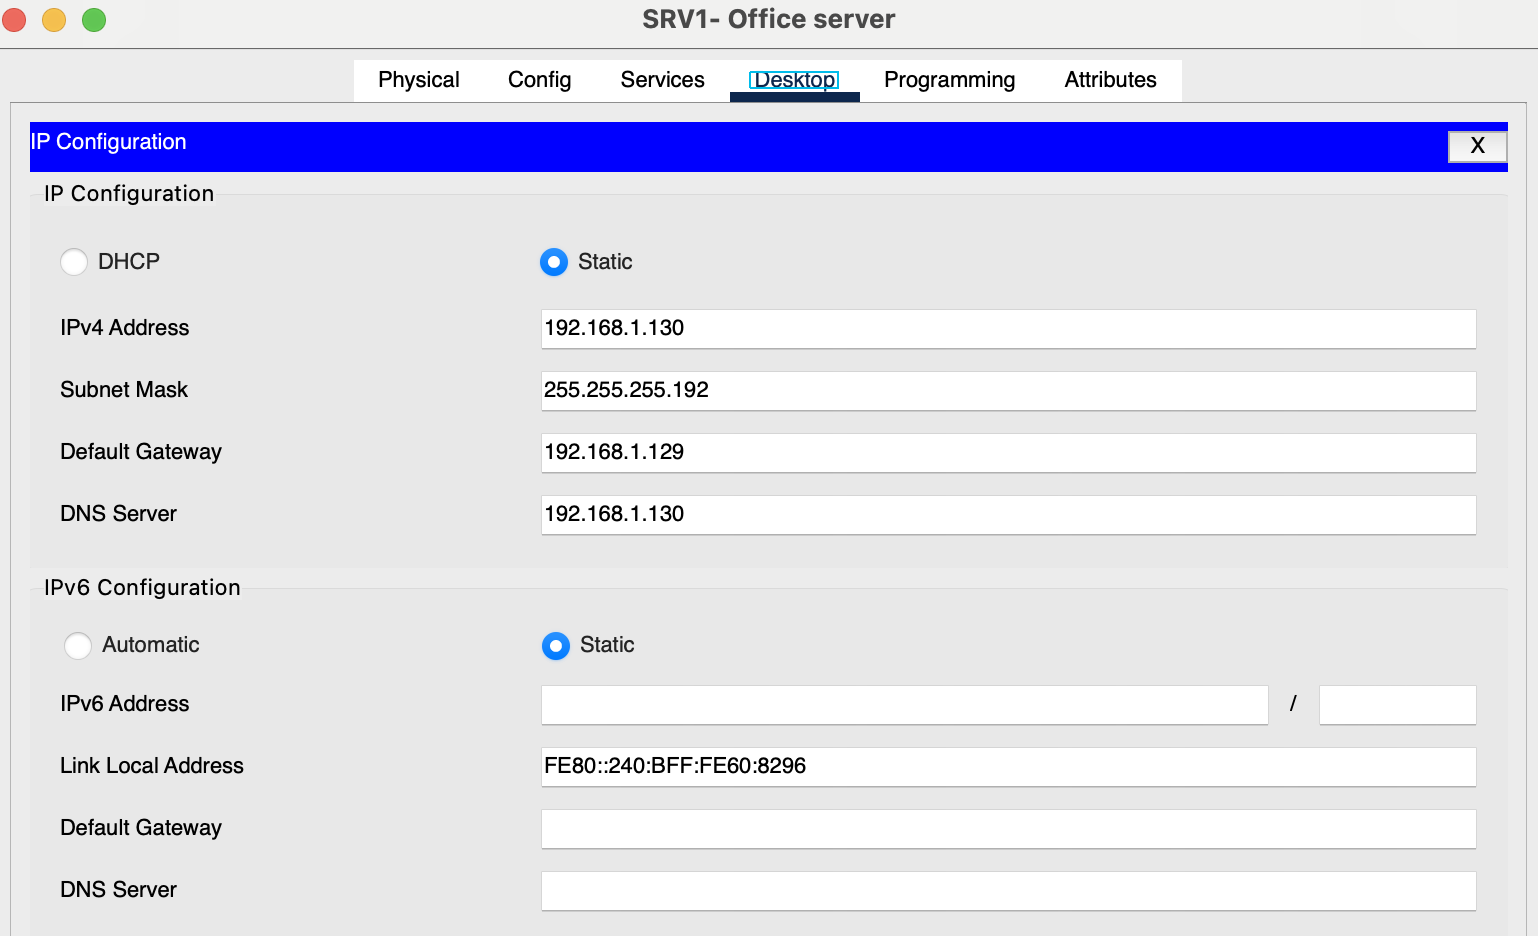 SRV1- Office server
Physical Config Services Desktop Programming Attributes
IP Configuration X
IP Configuration
DHCP Static
IPv4 Address 192.168.1.130
Subnet Mask 255.255.255.192
Default Gateway 192.168.1.129
DNS Server 192.168.1.130
IPv6 Configuration
Automatic Static
IPv6 Address /
Link Local Address FE80::240:BFF:FE60:8296
Default Gateway
DNS Server